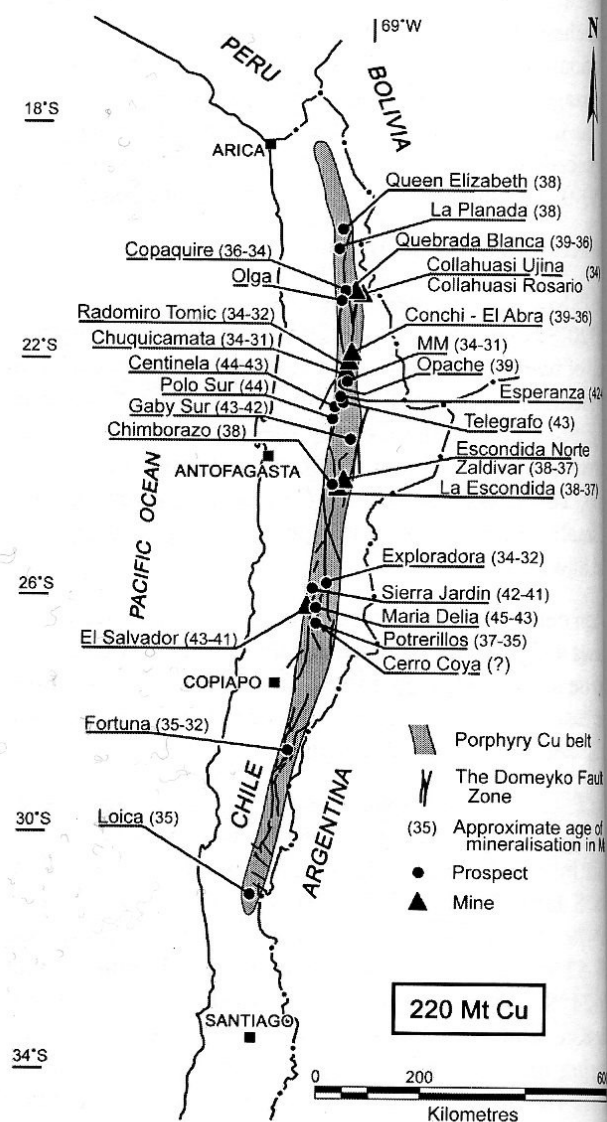 69°W
N
PERU
BOLIVIA
18°S
ARICA
Queen Elizabeth (38)
La Planada (38)
Copaquire (36-34)
Quebrada Blanca (39-36)
Olga
Collahuasi Ujina (34)
Collahuasi Rosario
Radomiro Tomic (34-32)
22°S
Conchi - El Abra (39-36)
Chuquicamata (34-31)
MM (34-31)
Centinela (44-43)
Opache (39)
Polo Sur (44)
Esperanza (42-
Gaby Sur (43-42)
Telegrafo (43)
Chimborazo (38)
Escondida Norte
ANTOFAGASTA
Zaldivar (38-37)
La Escondida (38-37)
PACIFIC OCEAN
Exploradora (34-32)
26°S
Sierra Jardin (42-41)
Maria Delia (45-43)
El Salvador (43-41)
Potrerillos (37-35)
Cerro Coya (?)
COPIAPO
Fortuna (35-32)
CHILE
ARGENTINA
Porphyry Cu belt
The Domeyko Faul
Zone
30°S
Loica (35)
(35) Approximate age of
mineralisation in M
Prospect
Mine
220 Mt Cu
SANTIAGO
34°S
0 200 60
Kilometres